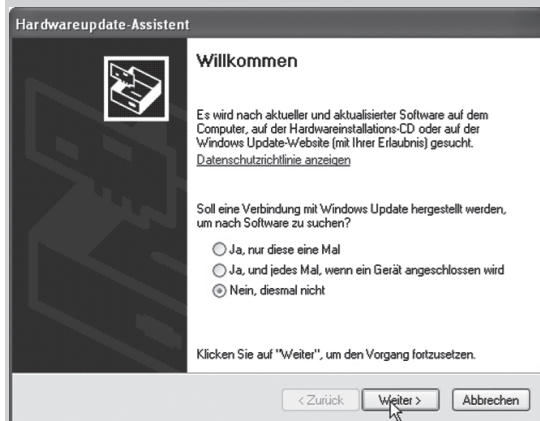 Hardwareupdate-Assistent
Willkommen
Es wird nach aktueller und aktualisierter Software auf dem
Computer, auf der Hardwareinstallations-CD oder auf der
Windows Update-Website (mit Ihrer Erlaubnis) gesucht.
Datenschutzrichtlinie anzeigen
Soll eine Verbindung mit Windows Update hergestellt werden,
um nach Software zu suchen?
Ja, nur diese eine Mal
Ja, und jedes Mal, wenn ein Gerät angeschlossen wird
Nein, diesmal nicht
Klicken Sie auf "Weiter", um den Vorgang fortzusetzen.
< Zurück Weiter > Abbrechen